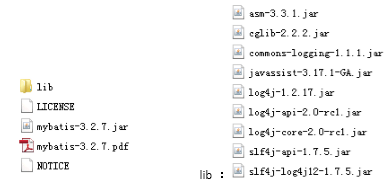 lib
LICENSE
mybatis-3.2.7.jar
mybatis-3.2.7.pdf
NOTICE
lib :
asm-3.3.1.jar
cglib-2.2.2.jar
commons-logging-1.1.1.jar
javassist-3.17.1-GA.jar
log4j-1.2.17.jar
log4j-api-2.0-rc1.jar
log4j-core-2.0-rc1.jar
slf4j-api-1.7.5.jar
slf4j-log4j12-1.7.5.jar